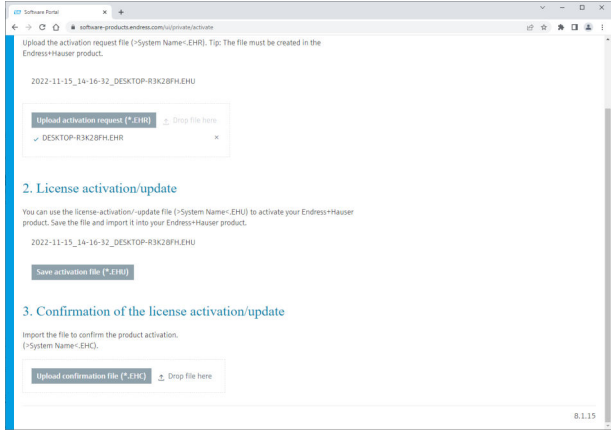 Software Portal
software-products.endress.com/ui/private/activate
Upload the activation request file (>System Name<.EHR). Tip: The file must be created in the
Endress+Hauser product.
2022-11-15_14-16-32_DESKTOP-R3K28FH.EHU
Upload activation request (*.EHR) Drop file here
DESKTOP-R3K28FH.EHR
2. License activation/update
You can use the license-activation/-update file (>System Name<.EHU) to activate your Endress+Hauser
product. Save the file and import it into your Endress+Hauser product.
2022-11-15_14-16-32_DESKTOP-R3K28FH.EHU
Save activation file (*.EHU)
3. Confirmation of the license activation/update
Import the file to confirm the product activation.
(>System Name<.EHC).
Upload confirmation file (*.EHC) Drop file here
8.1.15